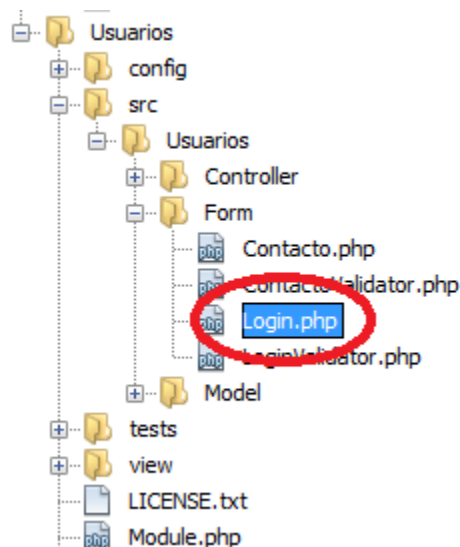 Usuarios
config
src
Usuarios
Controller
Form
Contacto.php
ContactoValidator.php
Login.php
LoginValidator.php
Model
tests
view
LICENSE.txt
Module.php